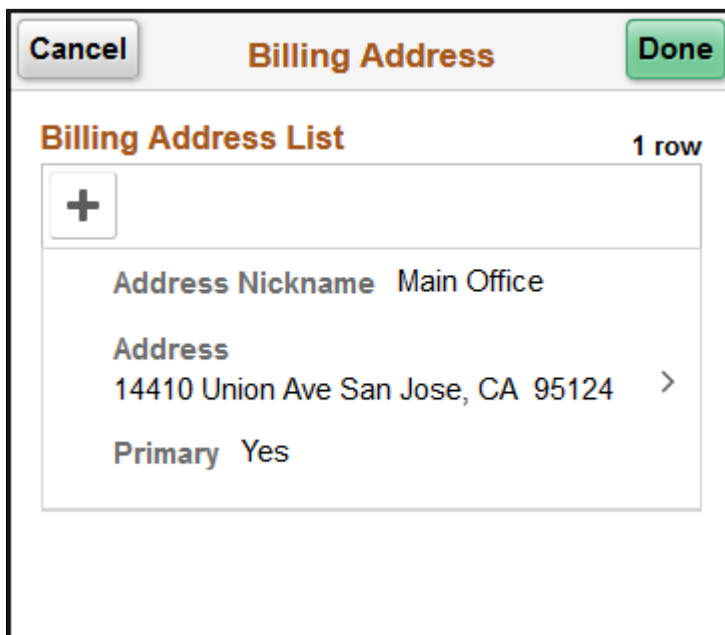 Cancel Billing Address Done
Billing Address List 1 row
Address Nickname Main Office
Address
14410 Union Ave San Jose, CA 95124
Primary Yes